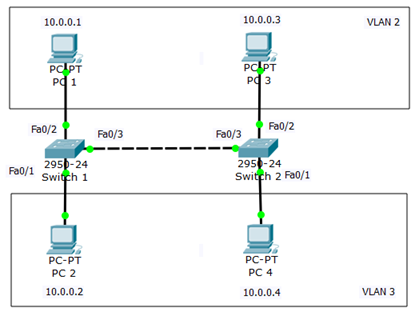 10.0.0.1
10.0.0.3
VLAN 2
PC-PT
PC 1
PC-PT
PC 3
Fa0/2
Fa0/2
Fa0/3
Fa0/3
2950-24
Switch 1
2950-24
Switch 2
Fa0/1
Fa0/1
PC-PT
PC 2
PC-PT
PC 4
10.0.0.2
10.0.0.4
VLAN 3